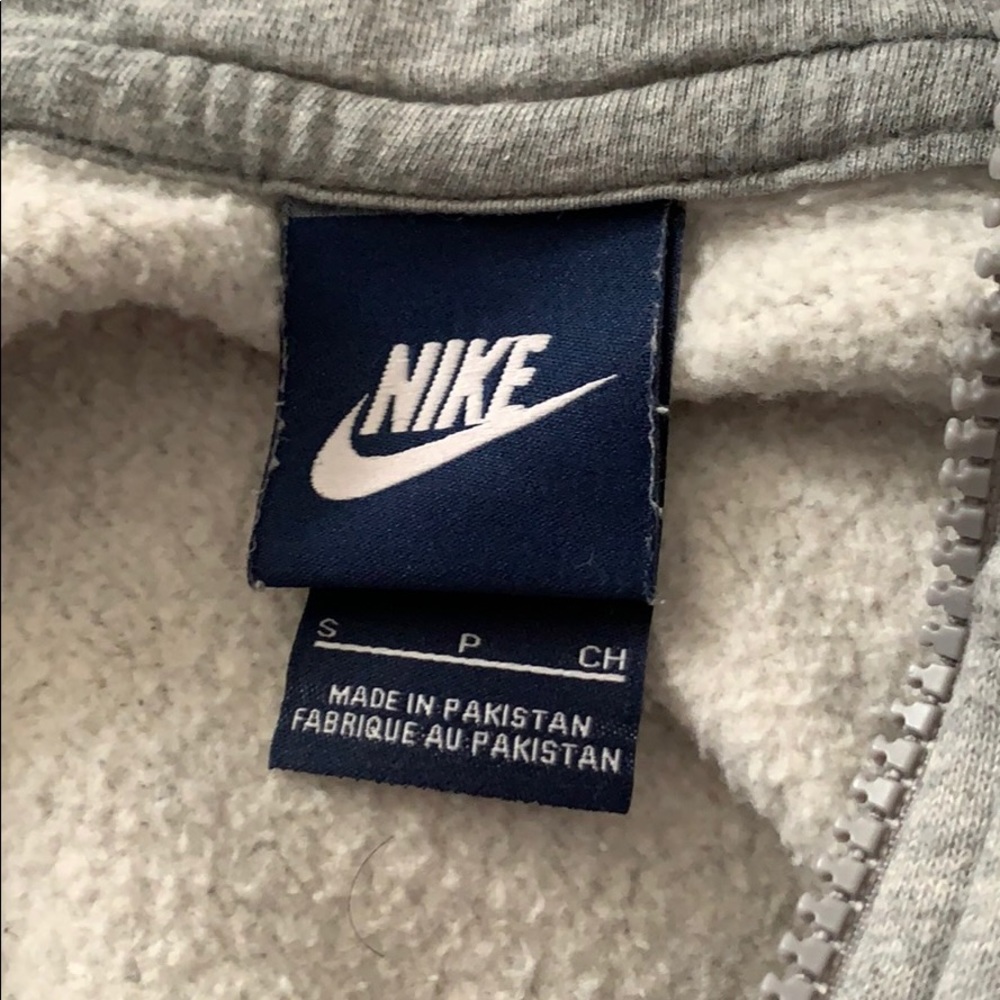 NIKE
S P CH
MADE IN PAKISTAN
FABRIQUE AU PAKISTAN